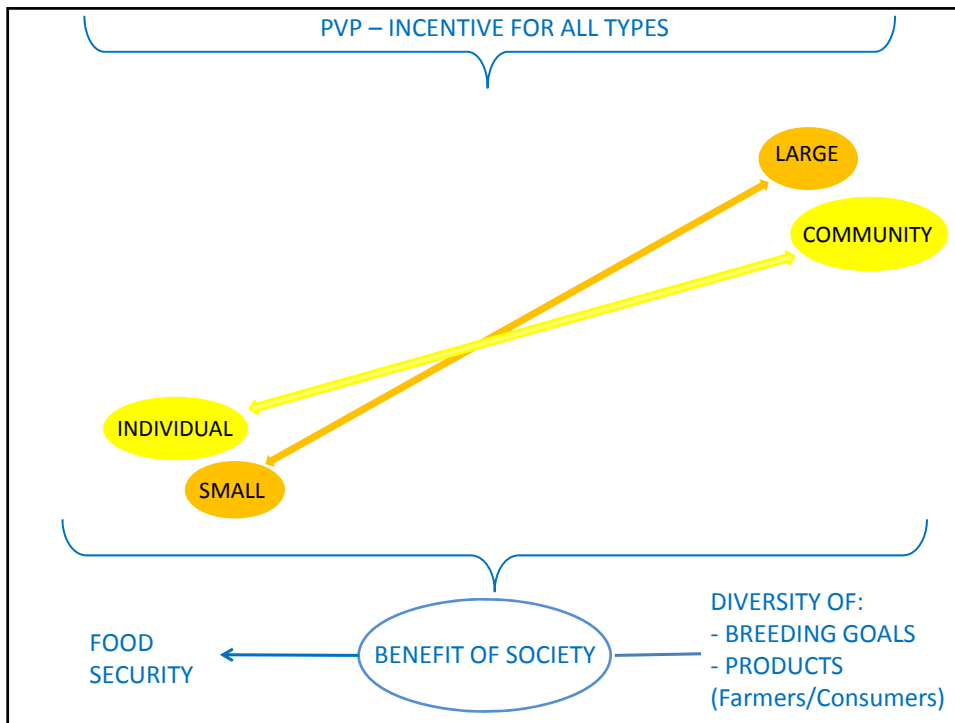 PVP – INCENTIVE FOR ALL TYPES
LARGE
COMMUNITY
INDIVIDUAL
SMALL
FOOD
SECURITY
BENEFIT OF SOCIETY
DIVERSITY OF:
- BREEDING GOALS
- PRODUCTS
(Farmers/Consumers)